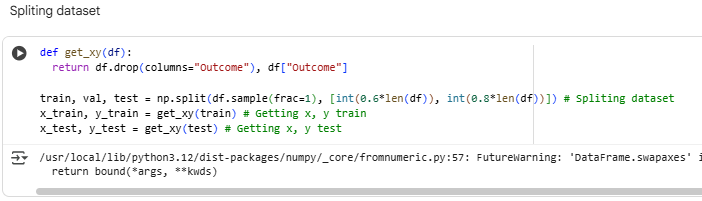 Spliting dataset
def get_xy(df):
  return df.drop(columns="Outcome"), df["Outcome"]
train, val, test = np.split(df.sample(frac=1), [int(0.6*len(df)), int(0.8*len(df))]) # Spliting dataset
x_train, y_train = get_xy(train) # Getting x, y train
x_test, y_test = get_xy(test) # Getting x, y test
/usr/local/lib/python3.12/dist-packages/numpy/_core/fromnumeric.py:57: FutureWarning: 'DataFrame.swapaxes' i
  return bound(*args, **kwds)